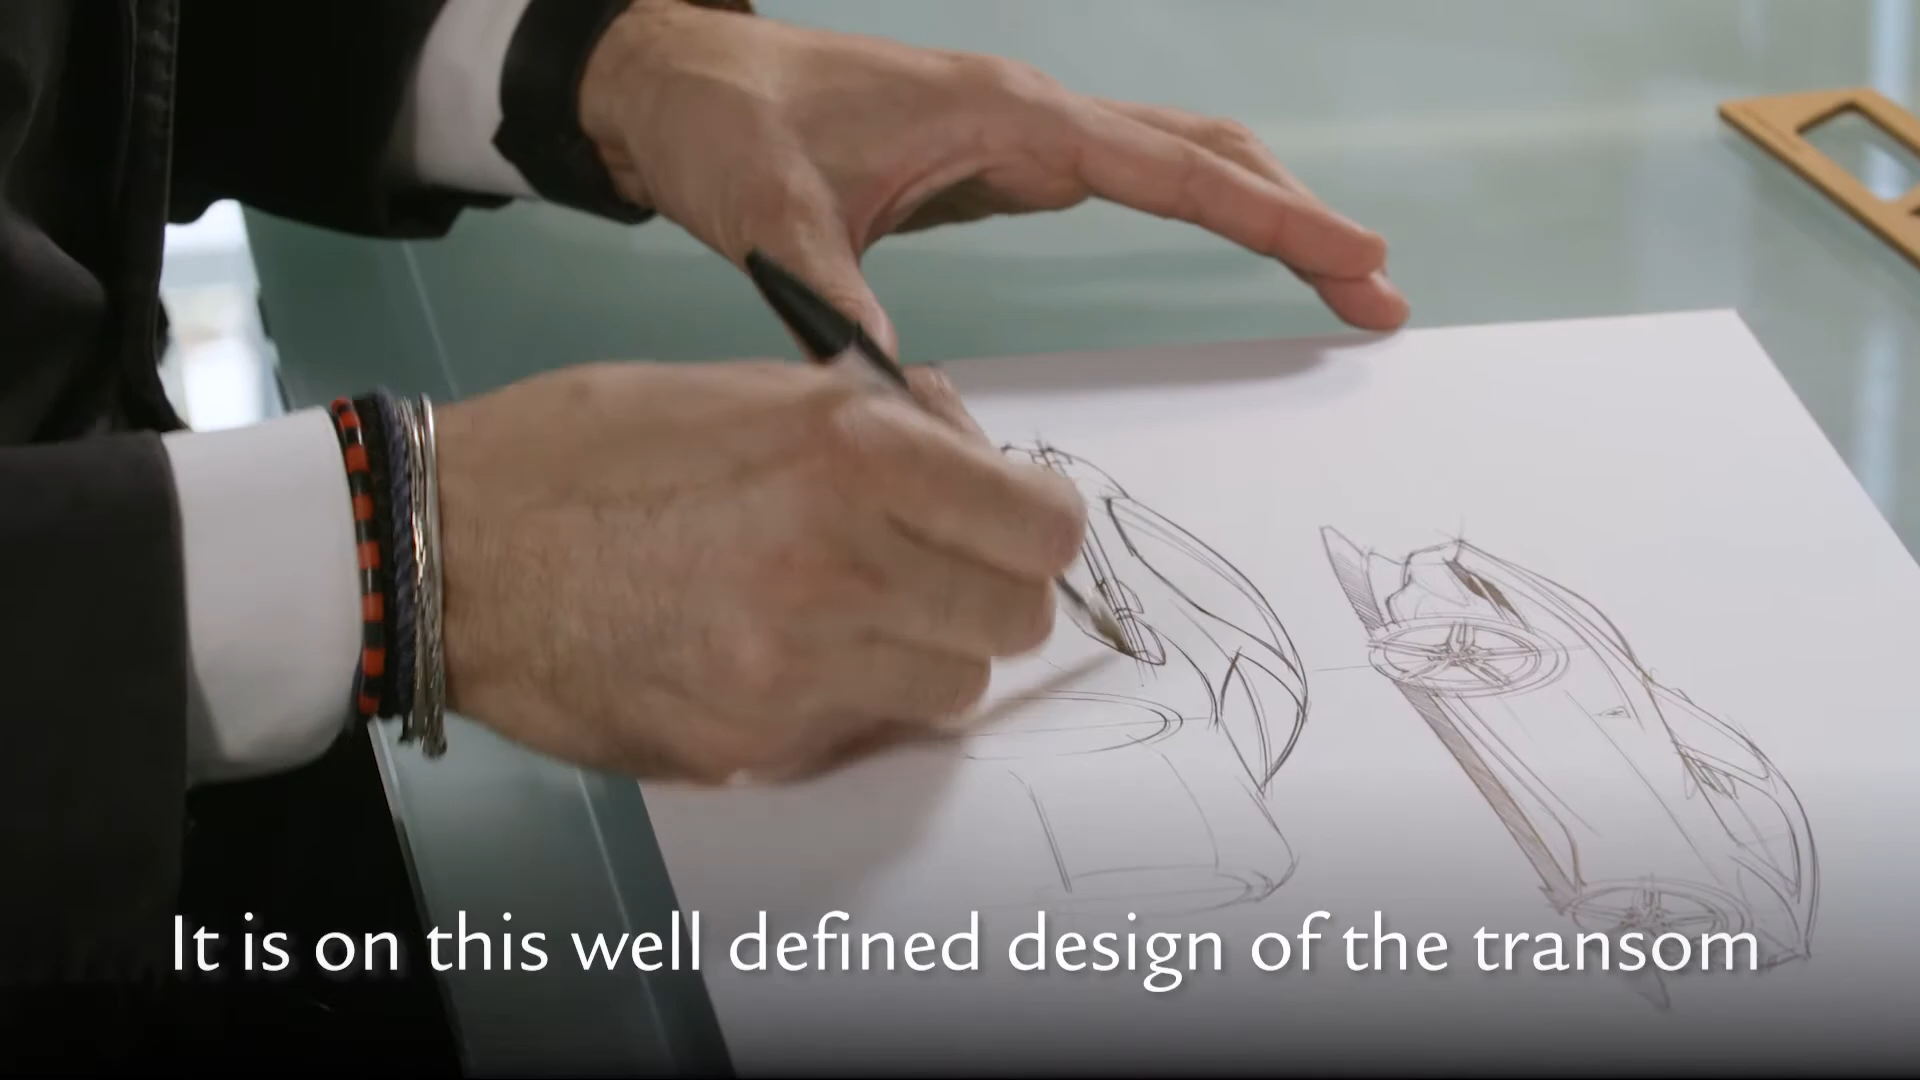 It is on this well defined design of the transom